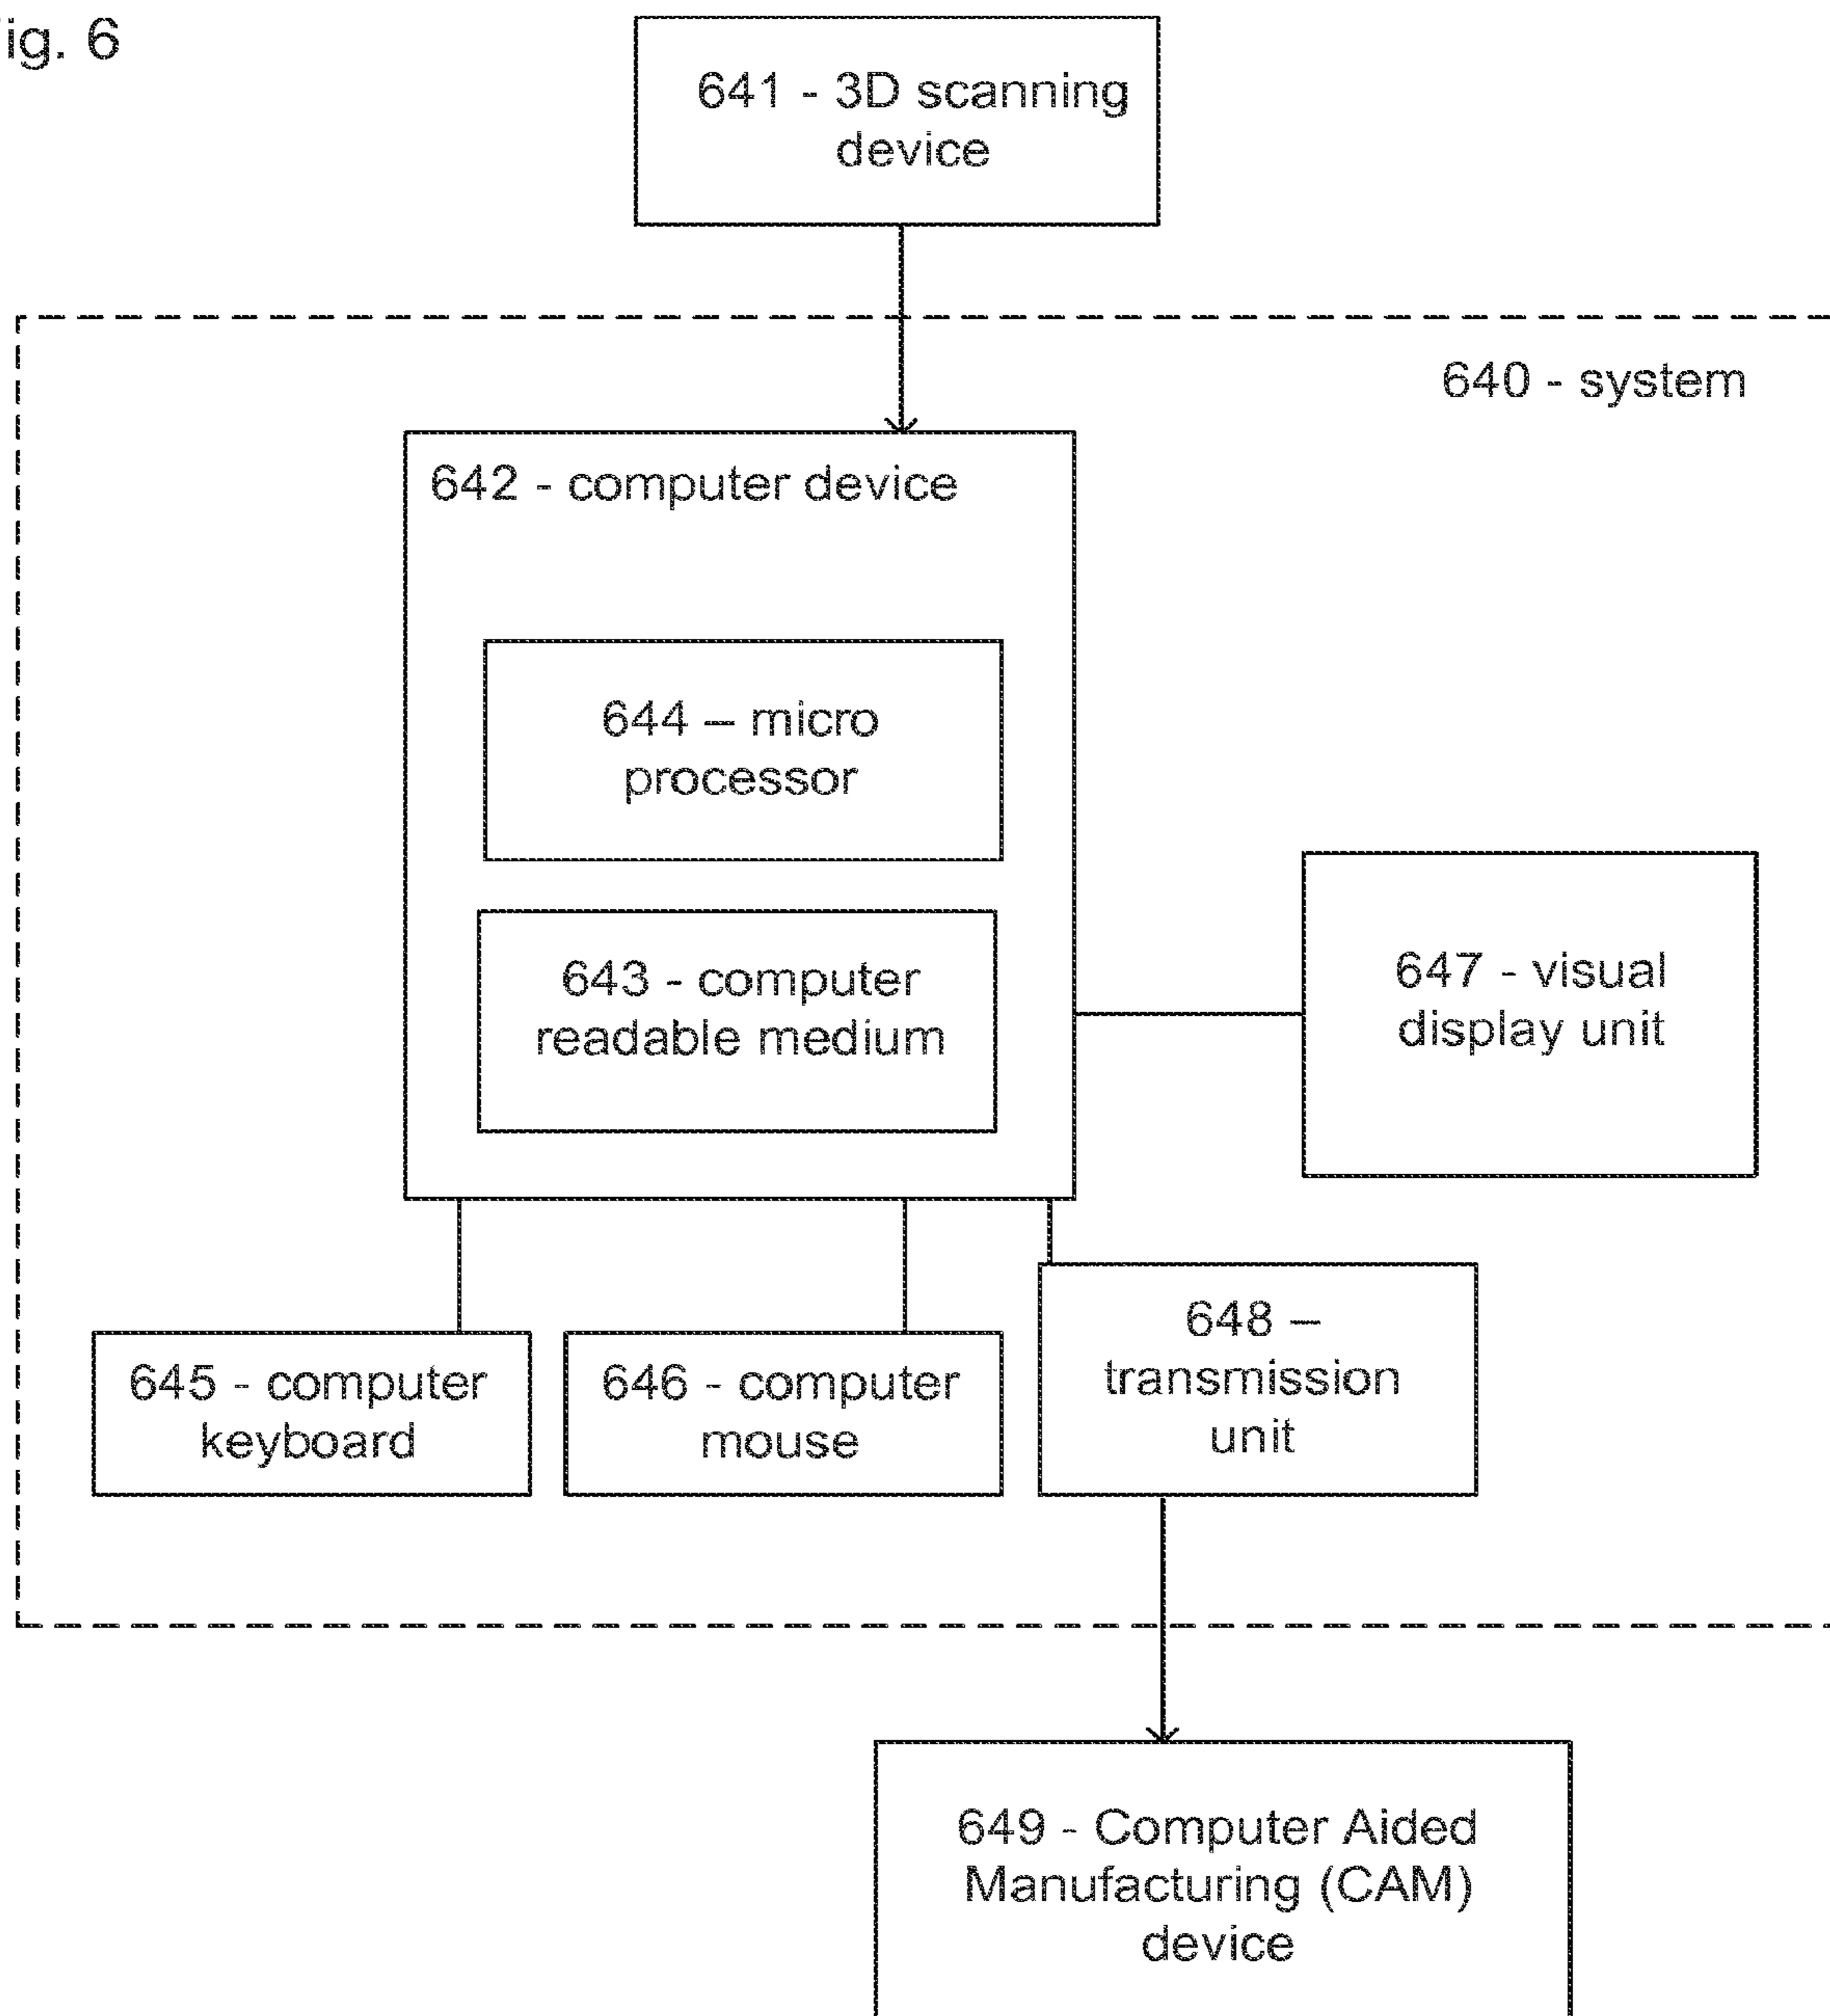 ig. 6
641 - 3D scanning
device
640 - system
642 - computer device
644 – micro
processor
643 - computer
readable medium
647 - visual
display unit
645 - computer
keyboard
646 - computer
mouse
648 –
transmission
unit
649 - Computer Aided
Manufacturing (CAM)
device